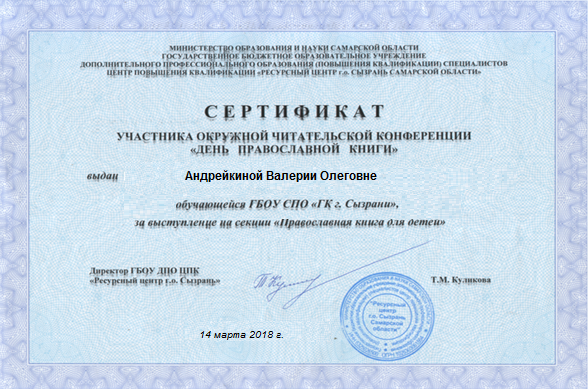 МИНИСТЕРСТВО ОБРАЗОВАНИЯ И НАУКИ САМАРСКОЙ ОБЛАСТИ
ГОСУДАРСТВЕННОЕ БЮДЖЕТНОЕ ОБРАЗОВАТЕЛЬНОЕ УЧРЕЖДЕНИЕ
ДОПОЛНИТЕЛЬНОГО ПРОФЕССИОНАЛЬНОГО ОБРАЗОВАНИЯ (ПОВЫШЕНИЯ КВАЛИФИКАЦИИ) СПЕЦИАЛИСТОВ
ЦЕНТР ПОВЫШЕНИЯ КВАЛИФИКАЦИИ «РЕСУРСНЫЙ ЦЕНТР г.о. СЫЗРАНЬ САМАРСКОЙ ОБЛАСТИ»
СЕРТИФИКАТ
УЧАСТНИКА ОКРУЖНОЙ ЧИТАТЕЛЬСКОЙ КОНФЕРЕНЦИИ
«ДЕНЬ ПРАВОСЛАВНОЙ КНИГИ»
выдан Андрейкиной Валерии Олеговне
обучающейся ГБОУ СПО «ГК г. Сызрани»,
за выступление на секции «Православная книга для детей»
Директор ГБОУ ДПО ЦПК
«Ресурсный центр г.о. Сызрань» Т.М. Куликова
"Ресурсный
центр
г.о. Сызрань
Самарской
области"
14 марта 2018 г.